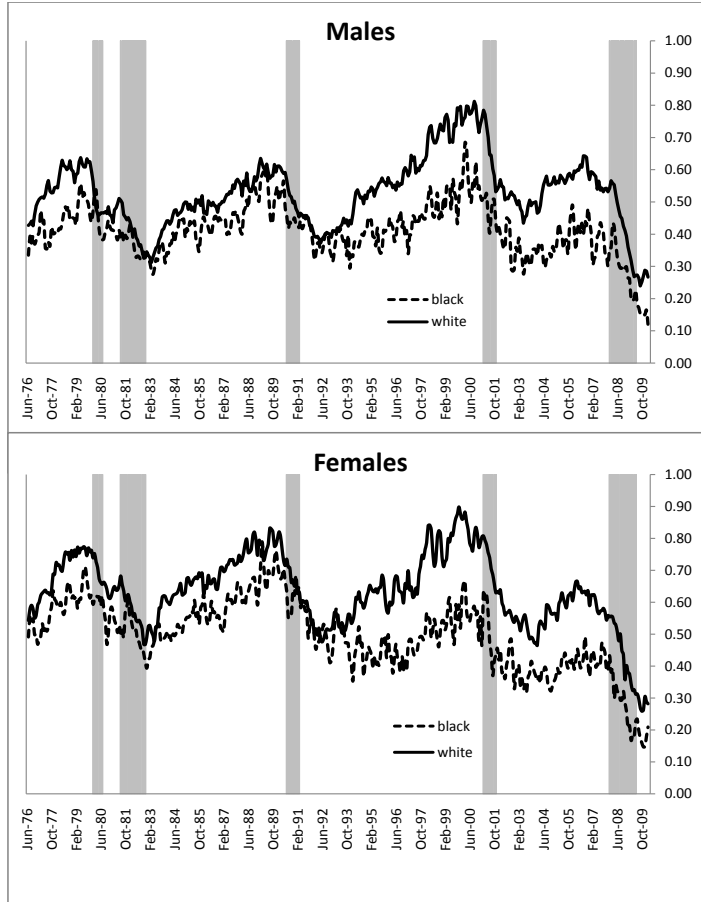 Males
1.00
0.90
0.80
0.70
0.60
0.50
0.40
0.30
0.20
0.10
0.00
black
white
Jun-76
Oct-77
Feb-79
Jun-80
Oct-81
Feb-83
Jun-84
Oct-85
Feb-87
Jun-88
Oct-89
Feb-91
Jun-92
Oct-93
Feb-95
Jun-96
Oct-97
Feb-99
Jun-00
Oct-01
Feb-03
Jun-04
Oct-05
Feb-07
Jun-08
Oct-09
Females
1.00
0.90
0.80
0.70
0.60
0.50
0.40
0.30
0.20
0.10
0.00
black
white
Jun-76
Oct-77
Feb-79
Jun-80
Oct-81
Feb-83
Jun-84
Oct-85
Feb-87
Jun-88
Oct-89
Feb-91
Jun-92
Oct-93
Feb-95
Jun-96
Oct-97
Feb-99
Jun-00
Oct-01
Feb-03
Jun-04
Oct-05
Feb-07
Jun-08
Oct-09